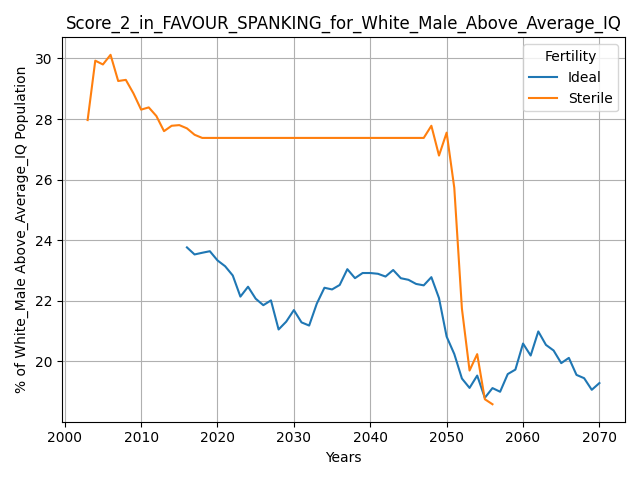 Score_2_in_FAVOUR_SPANKING_for_White_Male_Above_Average_IQ
% of White_Male Above_Average_IQ Population
30
28
26
24
22
20
Fertility
Ideal
Sterile
2000 2010 2020 2030 2040 2050 2060 2070
Years